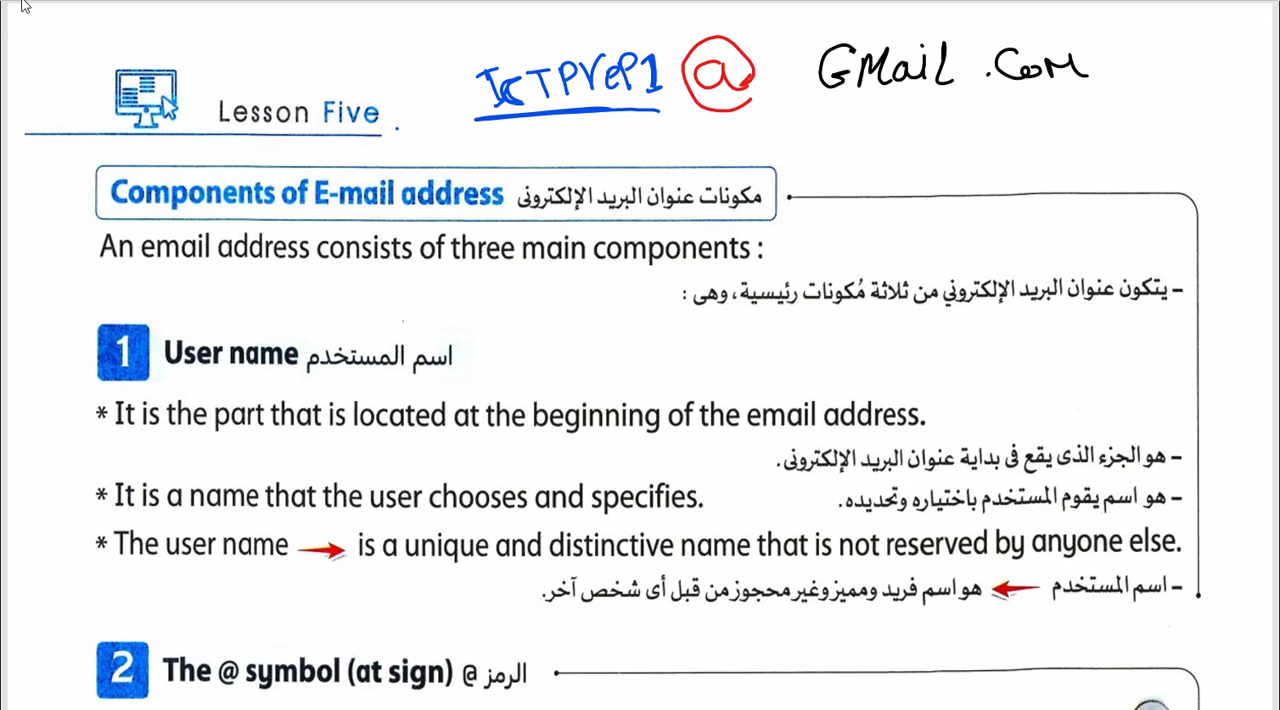 IcTPreP1 @ GMaiL .Com
Lesson Five
Components of E-mail address مكونات عنوان البريد الإلكترونى
An email address consists of three main components :
- يتكون عنوان البريد الإلكتروني من ثلاثة مُكونات رئيسية، وهى :
1 User name اسم المستخدم
* It is the part that is located at the beginning of the email address.
- هو الجزء الذى يقع فى بداية عنوان البريد الإلكترونى.
* It is a name that the user chooses and specifies. - هو اسم يقوم المستخدم باختياره وتحديده.
* The user name → is a unique and distinctive name that is not reserved by anyone else.
- اسم المستخدم ← هو اسم فريد ومميز وغير محجوز من قبل أى شخص آخر.
2 The @ symbol (at sign) الرمز @